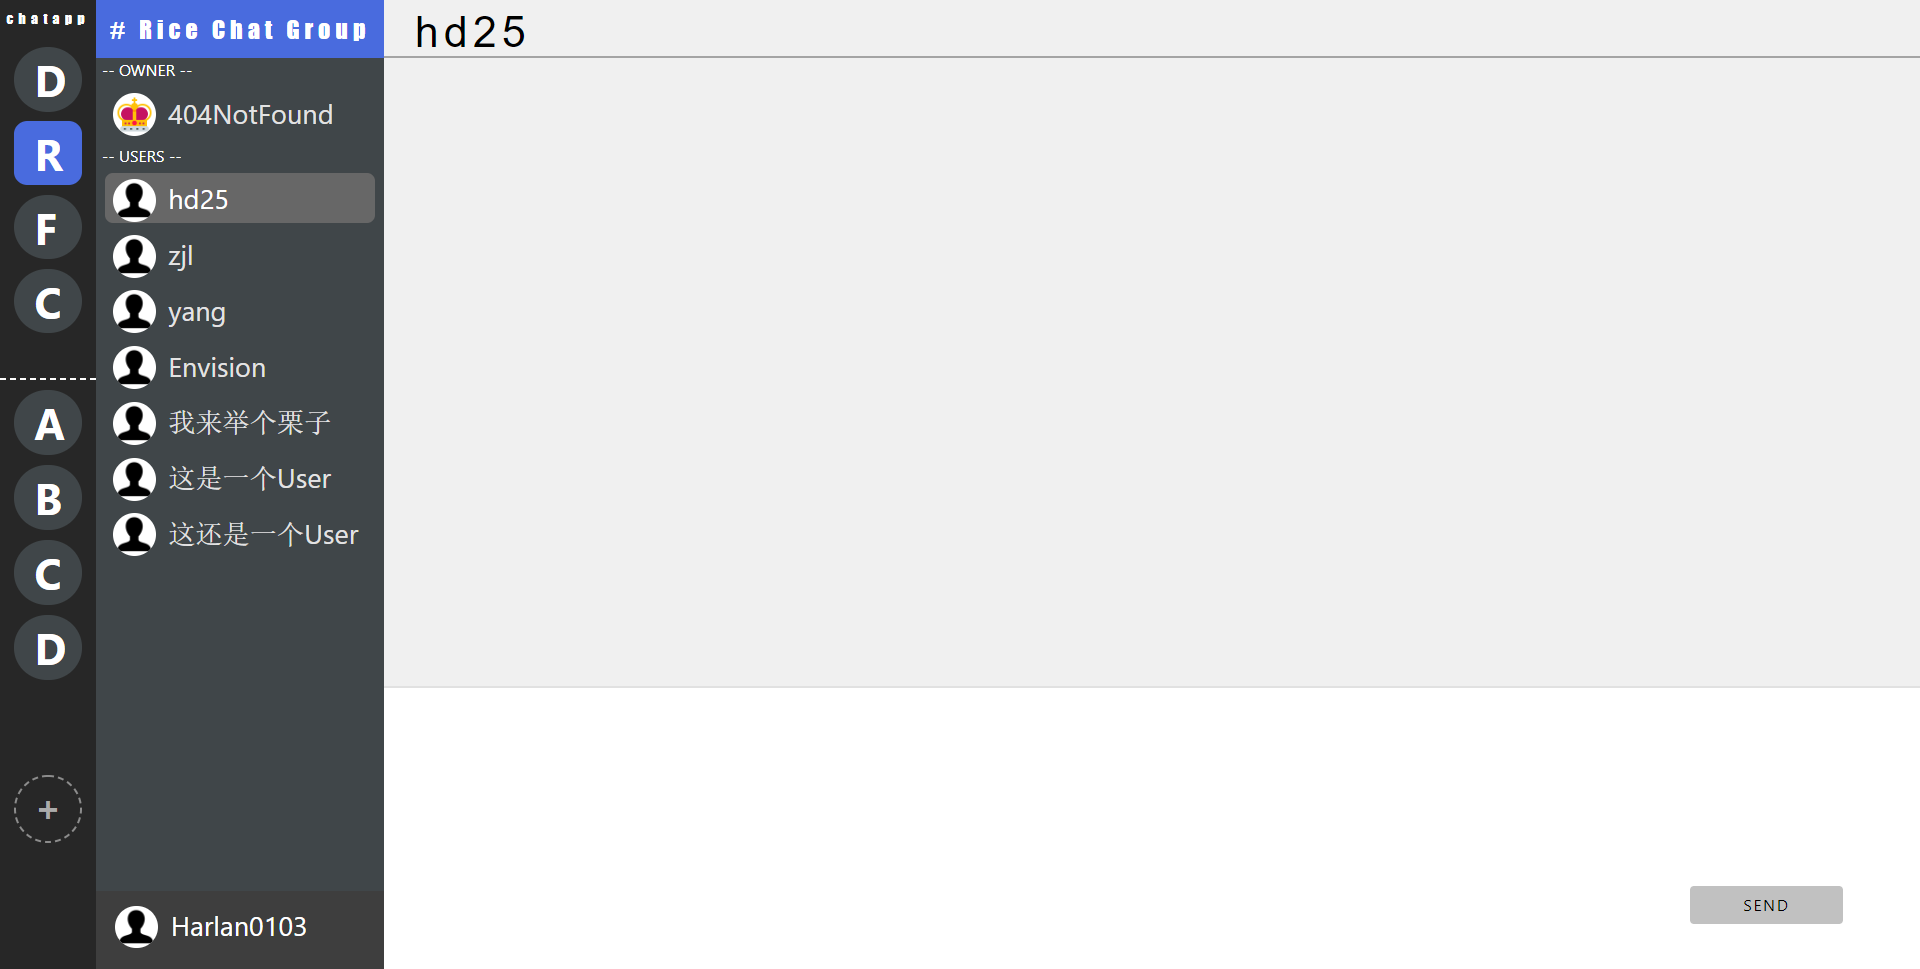 chatapp
D
R
F
C
A
B
C
D
+
# Rice Chat Group
-- OWNER --
404NotFound
-- USERS --
hd25
zjl
yang
Envision
我来举个栗子
这是一个User
这还是一个User
Harlan0103
hd25
SEND